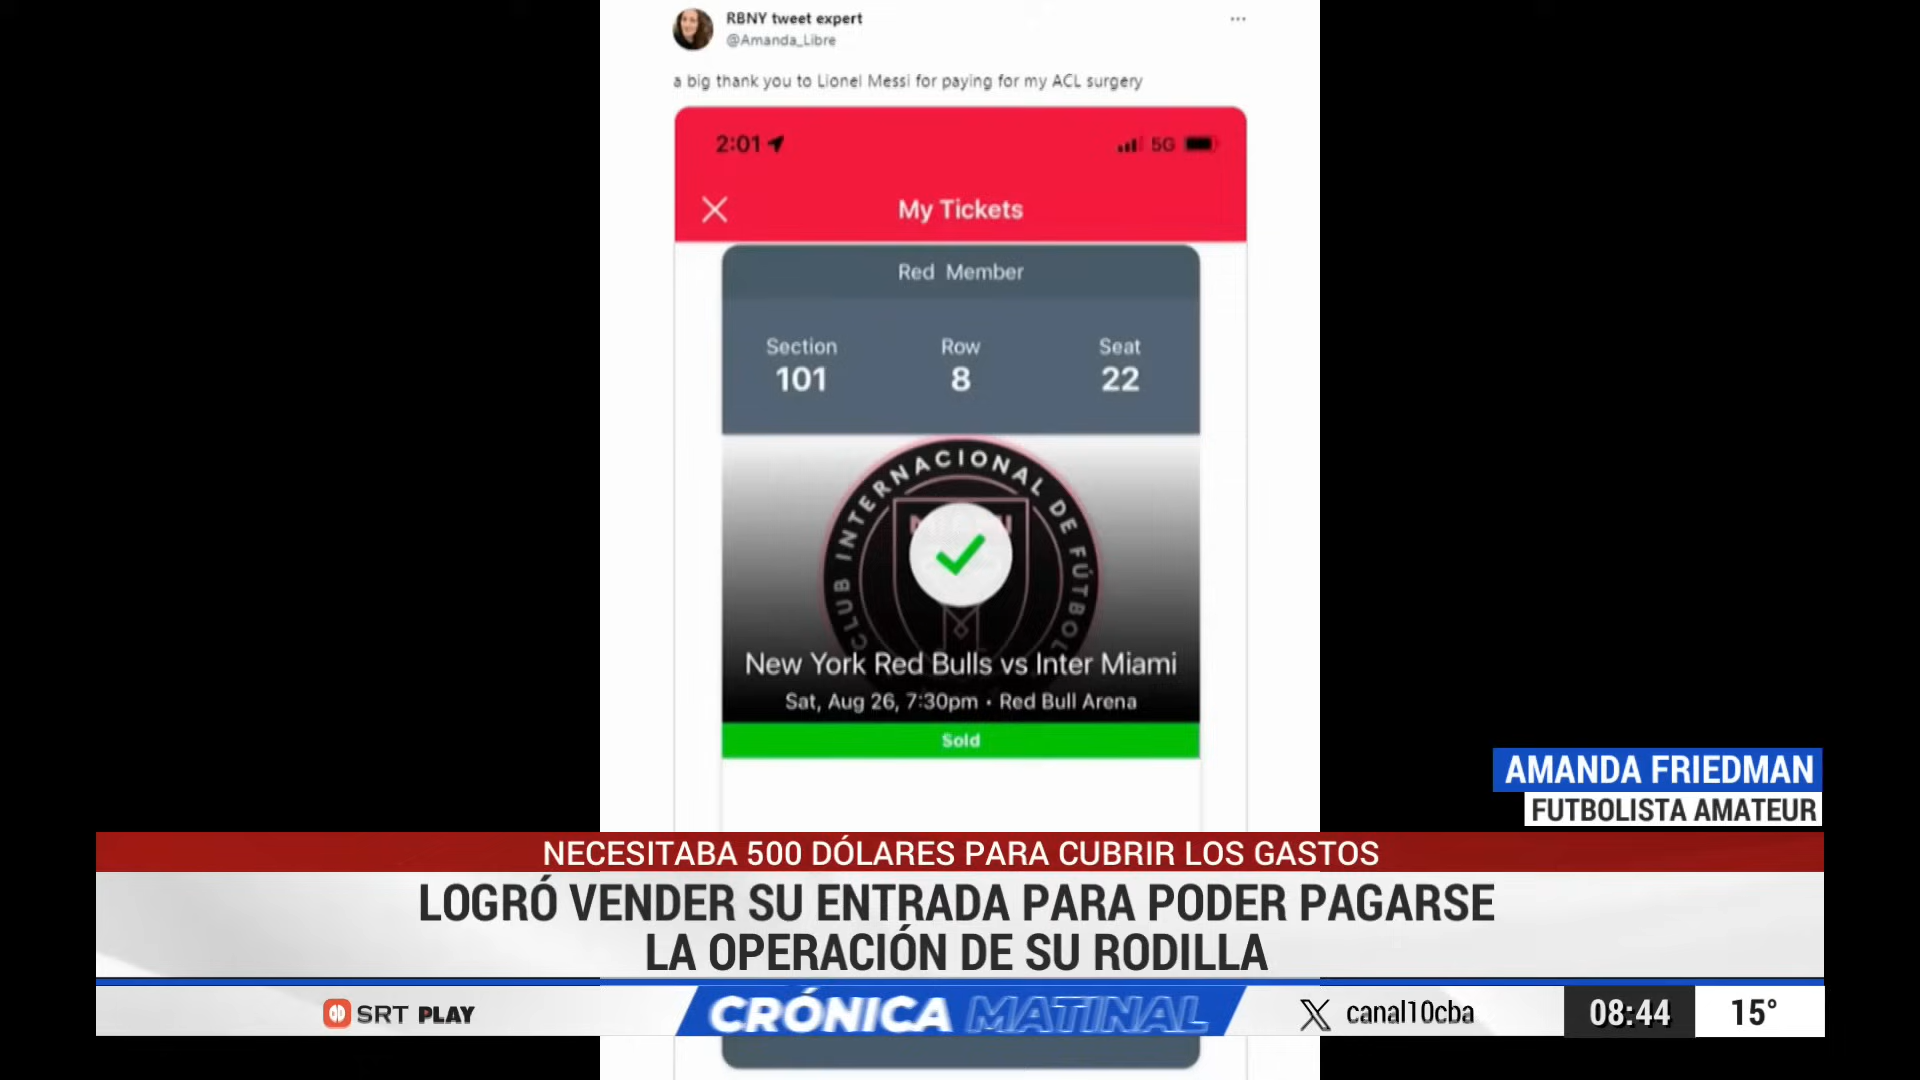 RBNY tweet expert
@Amanda_Libre
a big thank you to Lionel Messi for paying for my ACL surgery
2:01
5G
My Tickets
Red Member
Section
Row
Seat
101
8
22
CLUB INTERNACIONAL DE FÚTBOL
New York Red Bulls vs Inter Miami
Sat, Aug 26, 7:30pm • Red Bull Arena
Sold
AMANDA FRIEDMAN
FUTBOLISTA AMATEUR
NECESITABA 500 DÓLARES PARA CUBRIR LOS GASTOS
LOGRÓ VENDER SU ENTRADA PARA PODER PAGARSE
LA OPERACIÓN DE SU RODILLA
SRT PLAY
CRÓNICA MATINAL
X canal10cba
08:44
15°